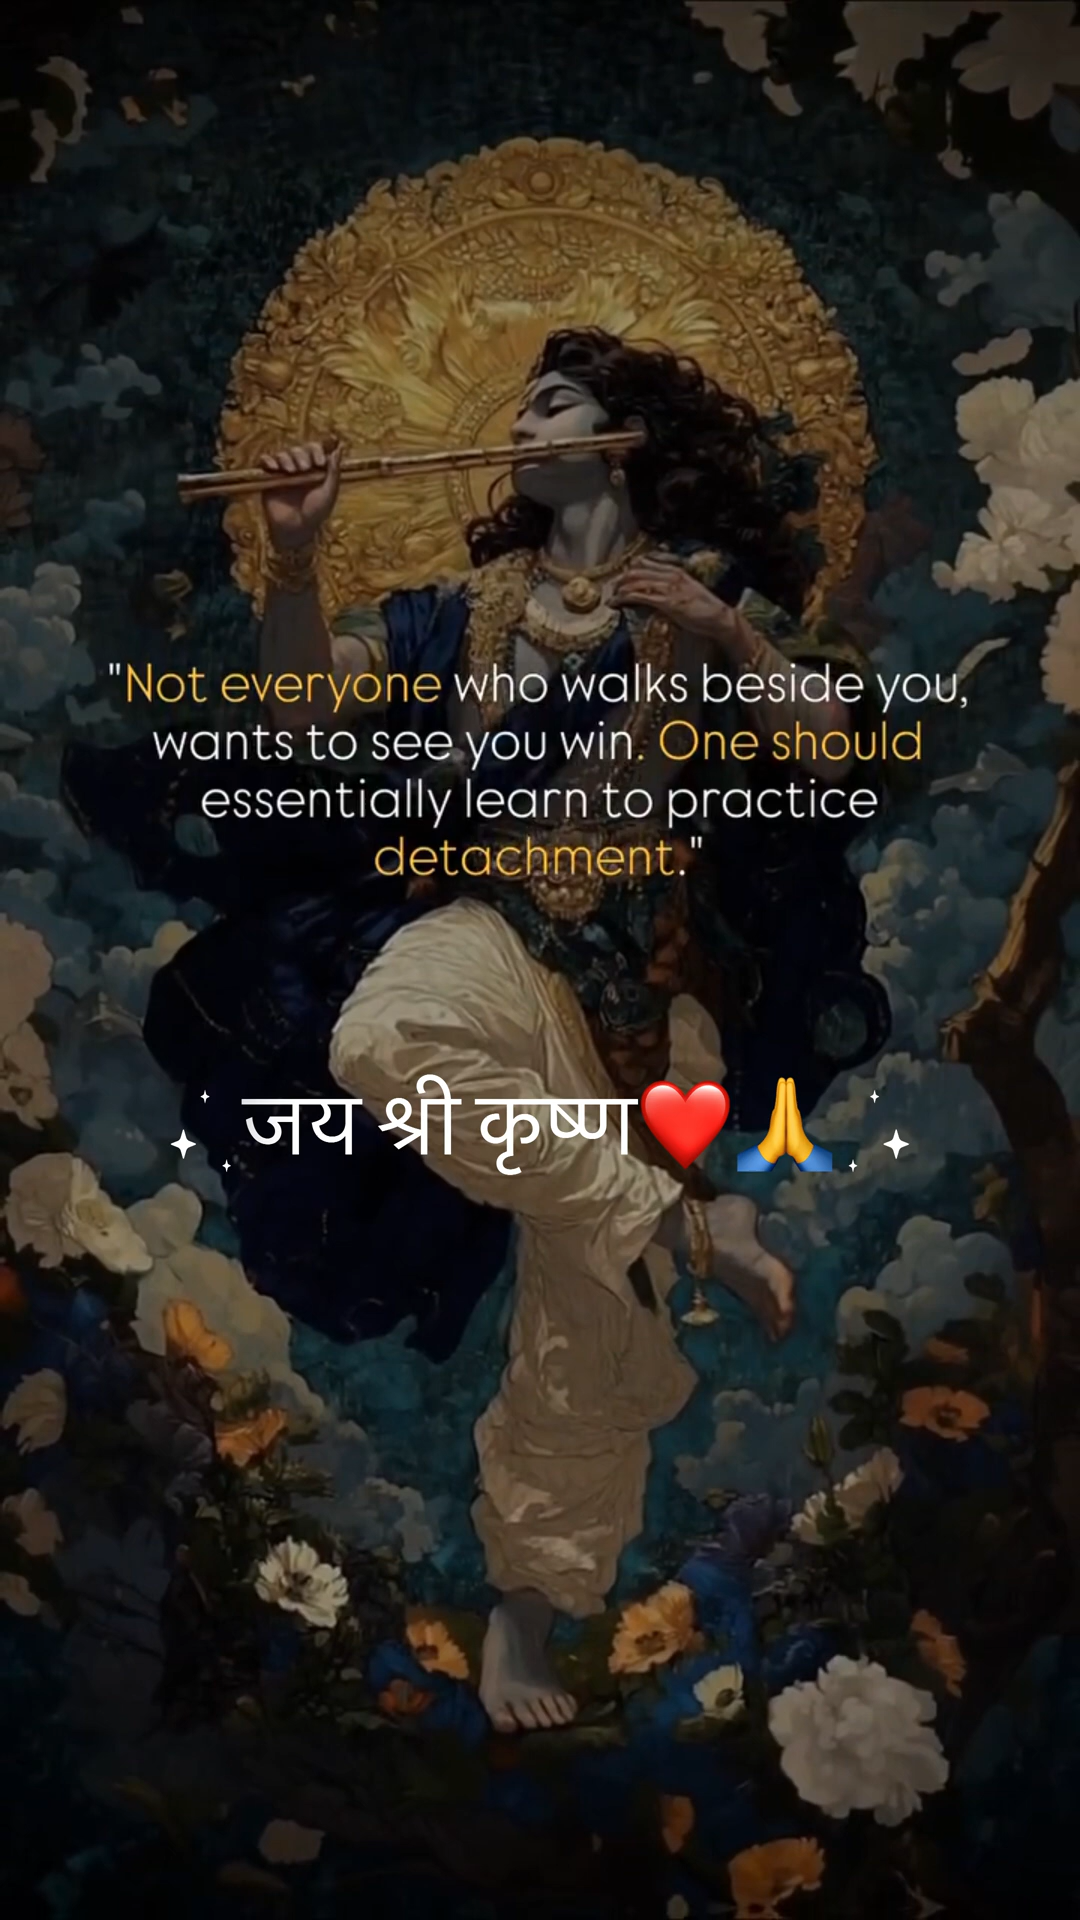 "Not everyone who walks beside you,
wants to see you win. One should
essentially learn to practice
detachment."
जय श्री कृष्ण❤️🙏